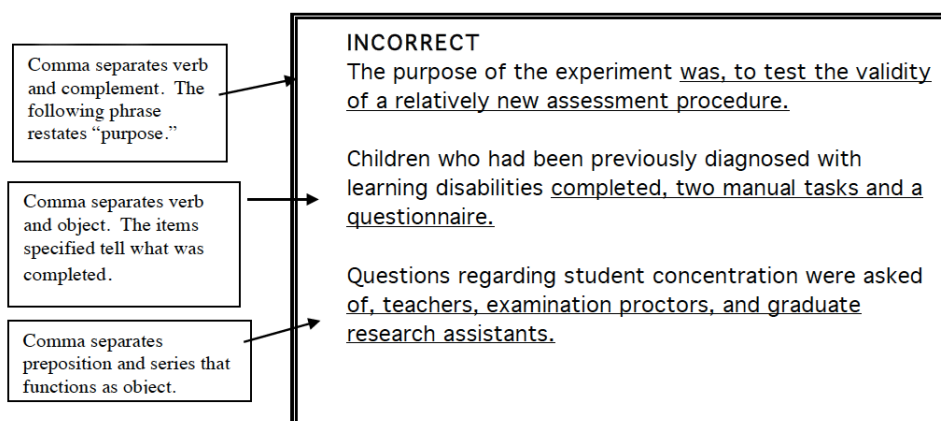 Comma separates verb
and complement. The
following phrase
restates “purpose.”
Comma separates verb
and object. The items
specified tell what was
completed.
Comma separates
preposition and series that
functions as object.
INCORRECT
The purpose of the experiment was, to test the validity
of a relatively new assessment procedure.
Children who had been previously diagnosed with
learning disabilities completed, two manual tasks and a
questionnaire.
Questions regarding student concentration were asked
of, teachers, examination proctors, and graduate
research assistants.